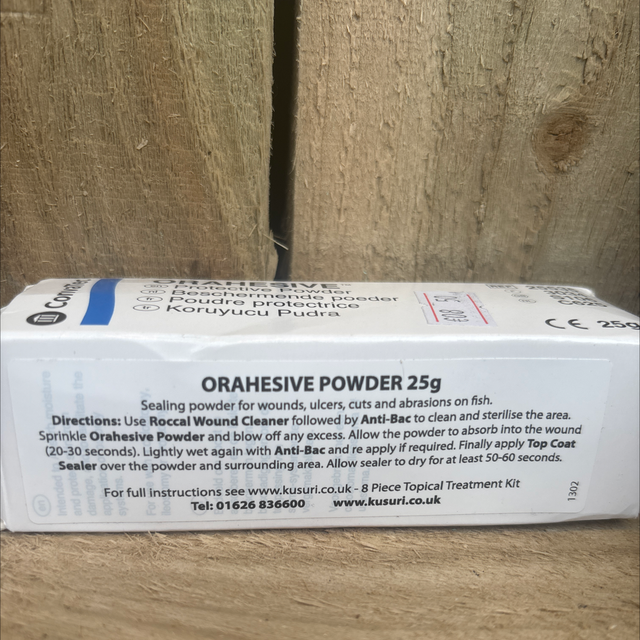 ORAHESIVE™
Protective powder
Beschermende poeder
Poudre protectrice
Koruyucu Pudra
CE 25g
ORAHESIVE POWDER 25g
Sealing powder for wounds, ulcers, cuts and abrasions on fish.
Directions: Use Roccal Wound Cleaner followed by Anti-Bac to clean and sterilise the area.
Sprinkle Orahesive Powder and blow off any excess. Allow the powder to absorb into the wound
(20-30 seconds). Lightly wet again with Anti-Bac and re apply if required. Finally apply Top Coat
Sealer over the powder and surrounding area. Allow sealer to dry for at least 50-60 seconds.
For full instructions see www.kusuri.co.uk - 8 Piece Topical Treatment Kit
Tel: 01626 836600 www.kusuri.co.uk
1302